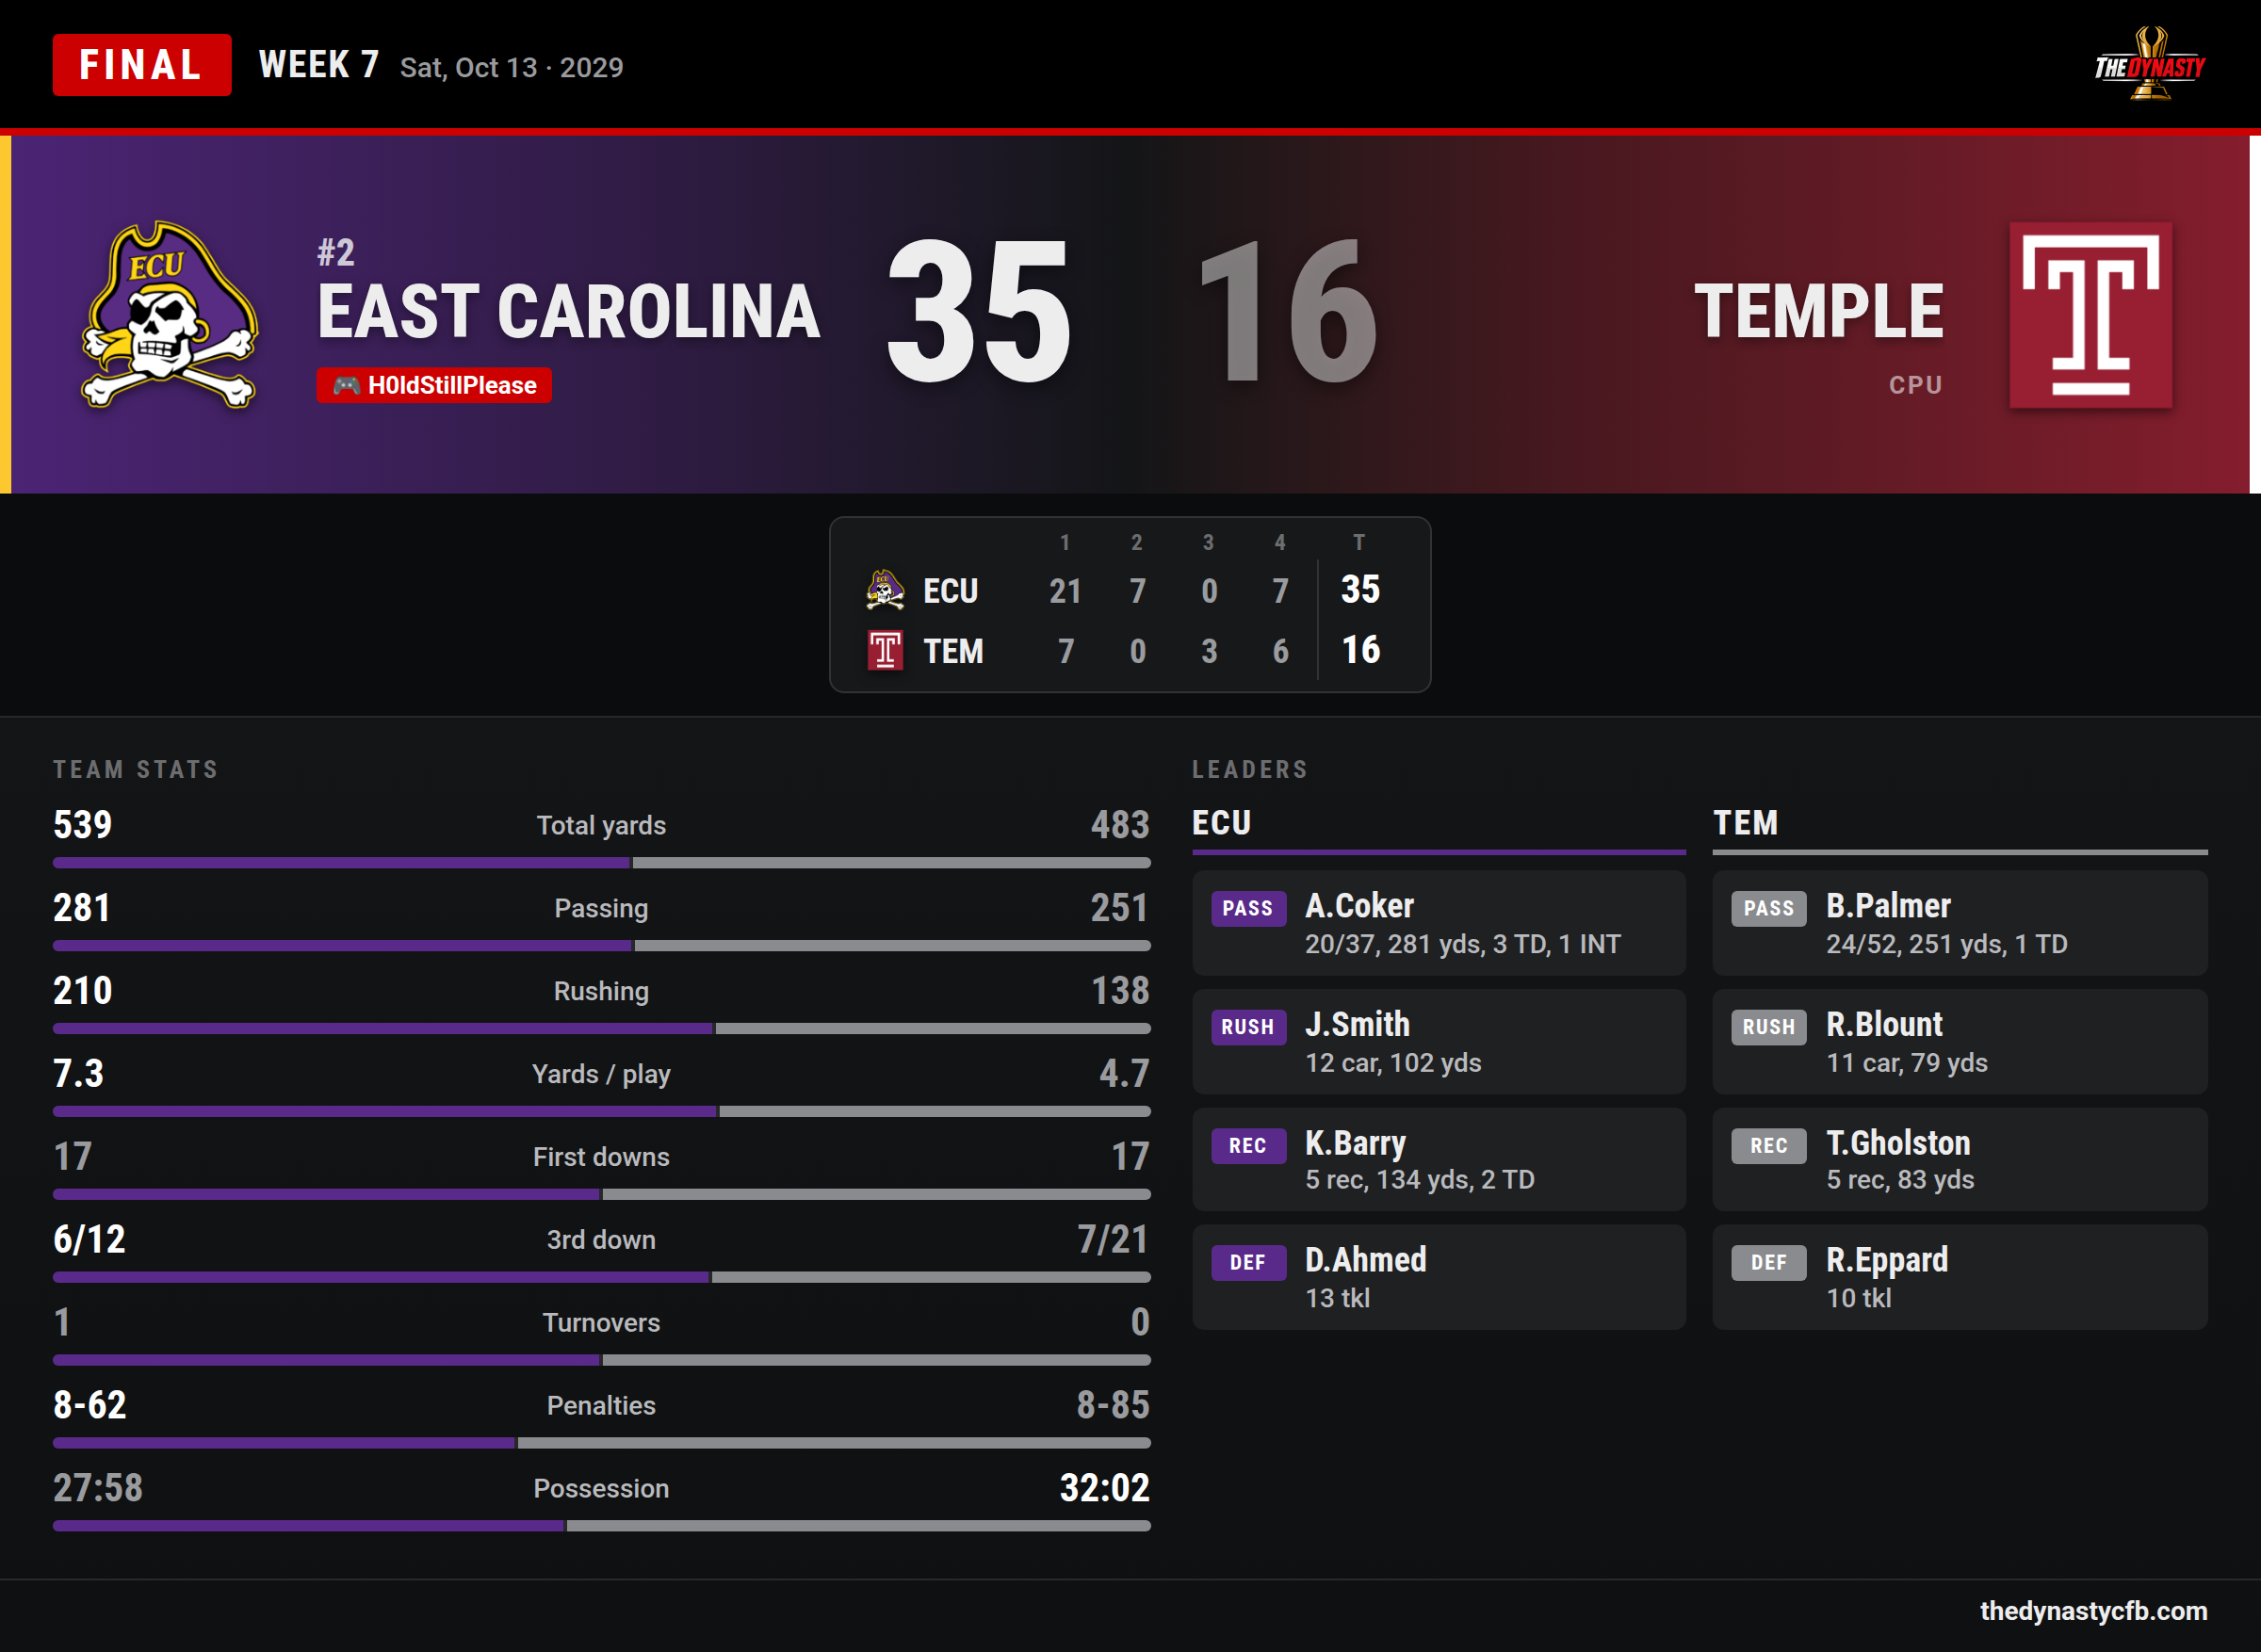 FINAL WEEK 7 Sat, Oct 13 · 2029
THE DYNASTY
ECU
#2
EAST CAROLINA
H0ldStillPlease
35 16
TEMPLE
CPU
1 2 3 4 T
ECU 21 7 0 7 35
TEM 7 0 3 6 16
TEAM STATS
539 Total yards 483
281 Passing 251
210 Rushing 138
7.3 Yards / play 4.7
17 First downs 17
6/12 3rd down 7/21
1 Turnovers 0
8-62 Penalties 8-85
27:58 Possession 32:02
LEADERS
ECU
PASS A.Coker
20/37, 281 yds, 3 TD, 1 INT
RUSH J.Smith
12 car, 102 yds
REC K.Barry
5 rec, 134 yds, 2 TD
DEF D.Ahmed
13 tkl
TEM
PASS B.Palmer
24/52, 251 yds, 1 TD
RUSH R.Blount
11 car, 79 yds
REC T.Gholston
5 rec, 83 yds
DEF R.Eppard
10 tkl
thedynastycfb.com